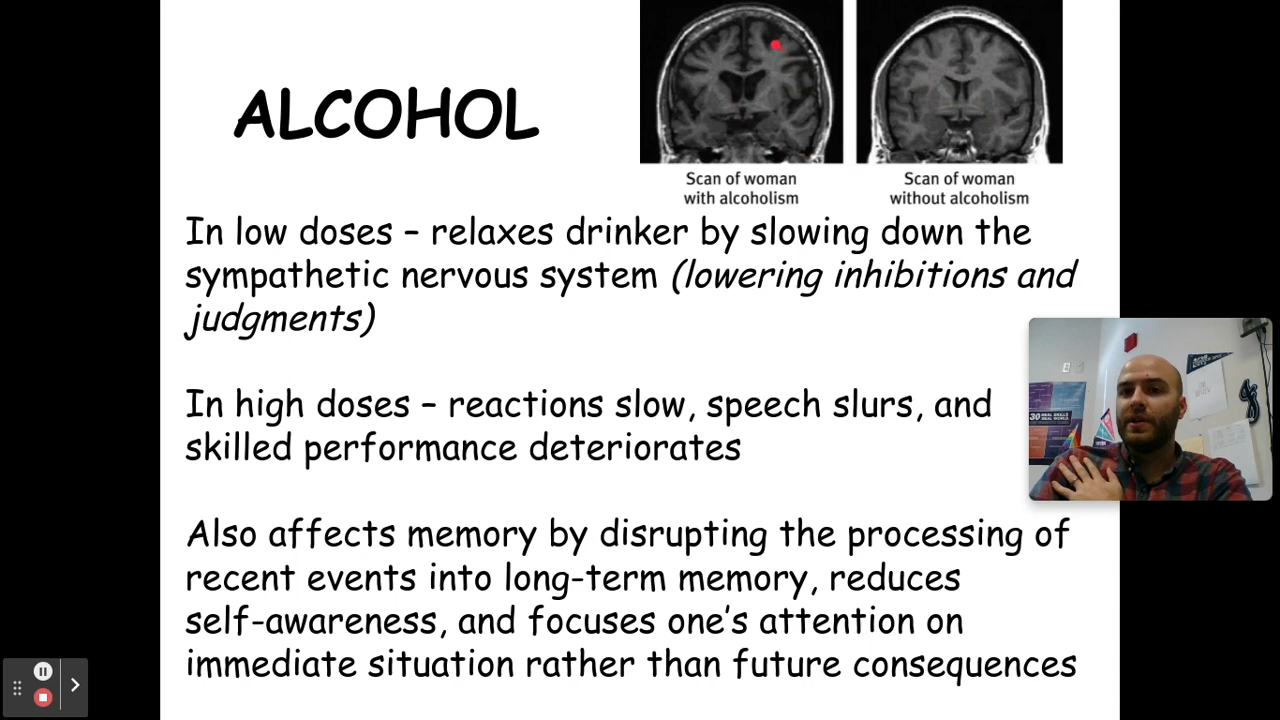 ALCOHOL
Scan of woman
with alcoholism
Scan of woman
without alcoholism
In low doses – relaxes drinker by slowing down the
sympathetic nervous system (lowering inhibitions and
judgments)
In high doses – reactions slow, speech slurs, and
skilled performance deteriorates
Also affects memory by disrupting the processing of
recent events into long-term memory, reduces
self-awareness, and focuses one’s attention on
immediate situation rather than future consequences